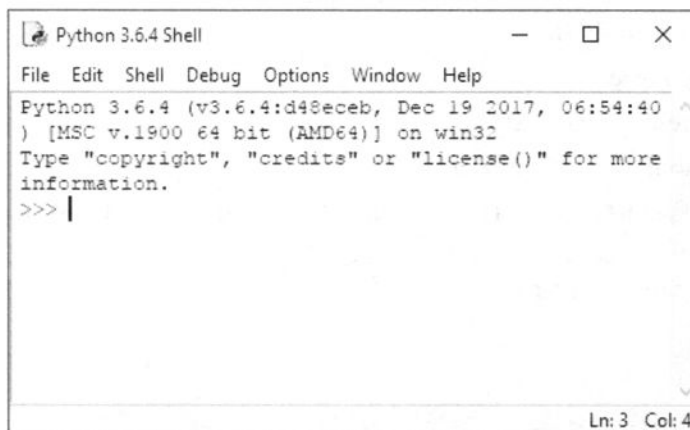 Python 3.6.4 Shell
File Edit Shell Debug Options Window Help
Python 3.6.4 (v3.6.4:d48eceb, Dec 19 2017, 06:54:40
) [MSC v.1900 64 bit (AMD64)] on win32
Type "copyright", "credits" or "license()" for more
information.
>>>
Ln: 3 Col: 4